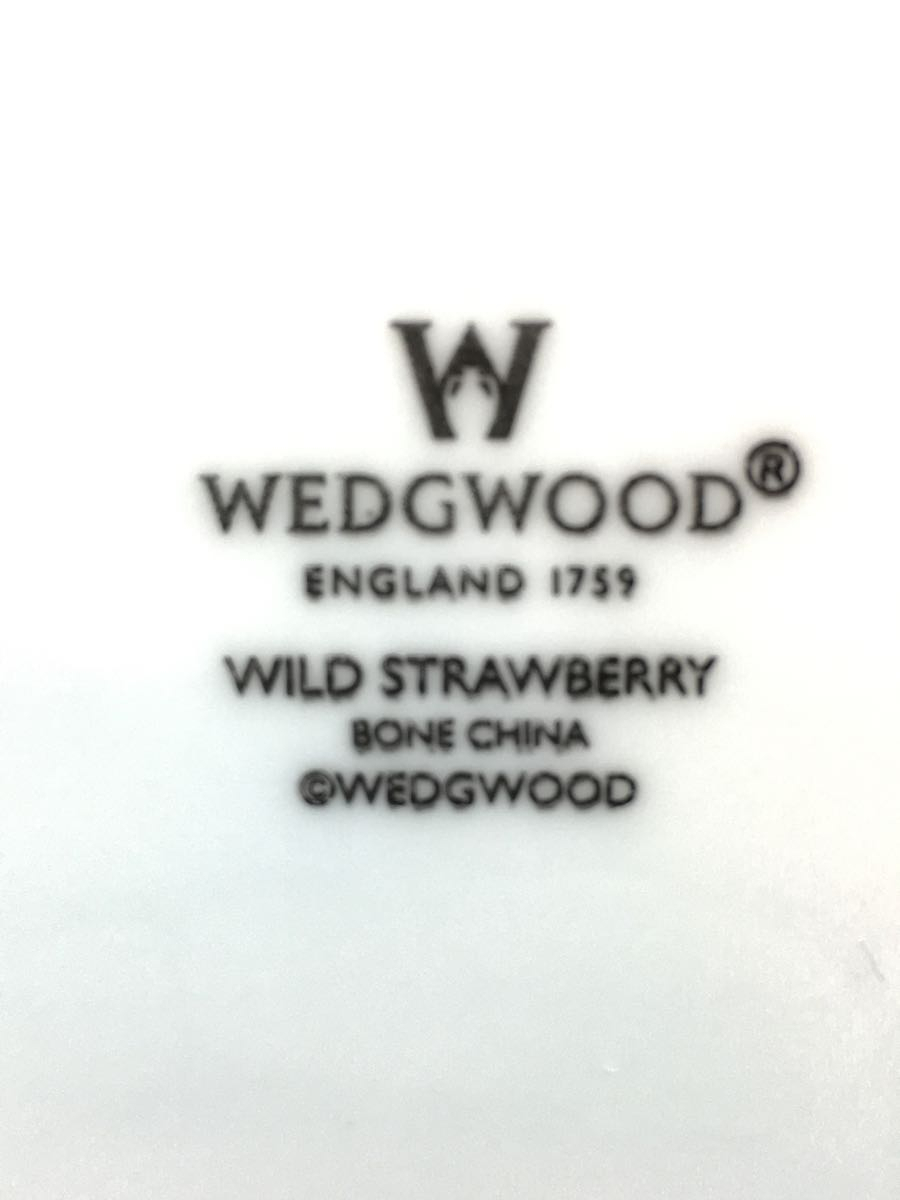 W
WEDGWOOD®
ENGLAND 1759
WILD STRAWBERRY
BONE CHINA
©WEDGWOOD